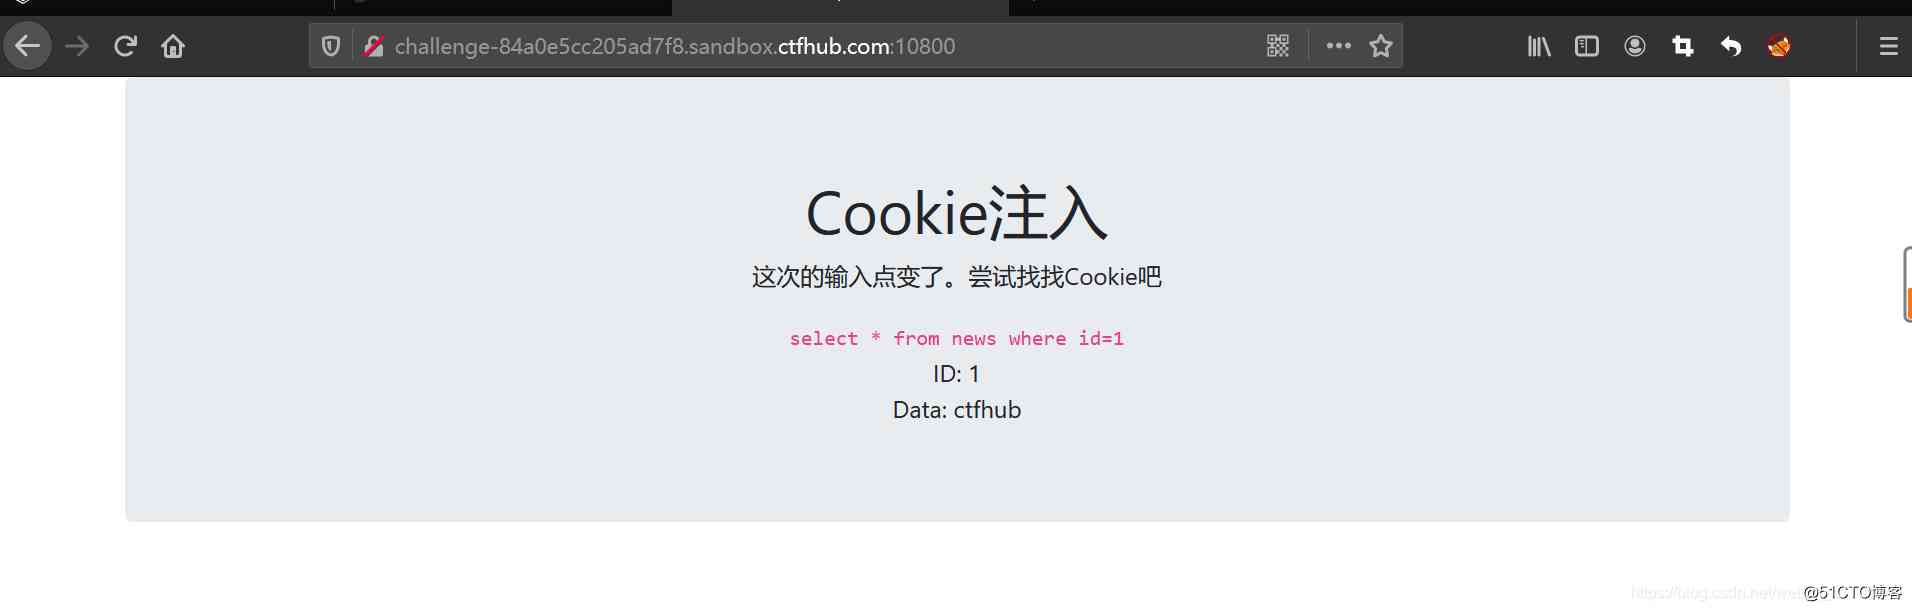 challenge-84a0e5cc205ad7f8.sandbox.ctfhub.com:10800
Cookie注入
这次的输入点变了。尝试找找Cookie吧
select * from news where id=1
ID: 1
Data: ctfhub
https://blog.csdn.net/
@51CTO博客